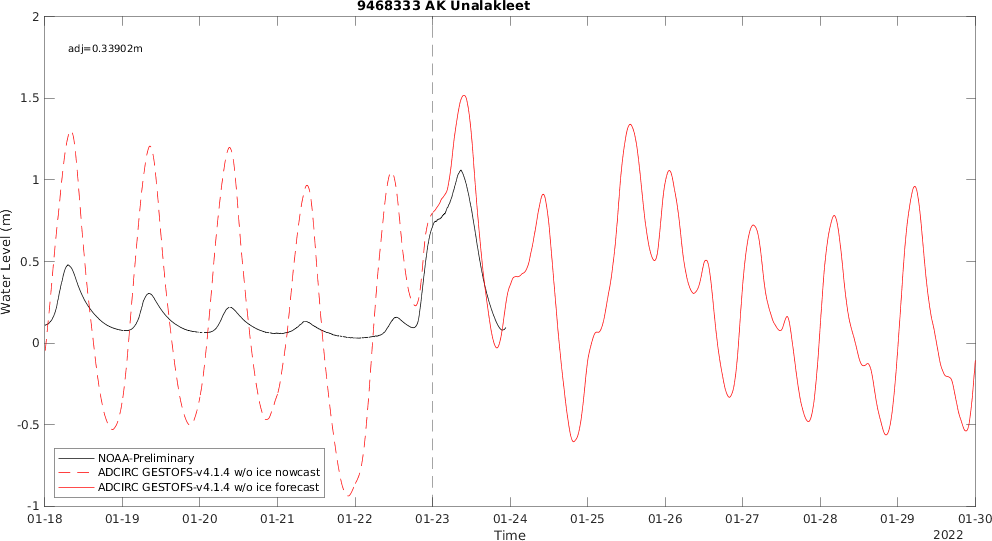 9468333 AK Unalakleet
adj=0.33902m
2
1.5
1
0.5
0
-0.5
-1
Water Level (m)
NOAA-Preliminary
ADCIRC GESTOFS-v4.1.4 w/o ice nowcast
ADCIRC GESTOFS-v4.1.4 w/o ice forecast
01-18 01-19 01-20 01-21 01-22 01-23 01-24 01-25 01-26 01-27 01-28 01-29 01-30
Time
2022